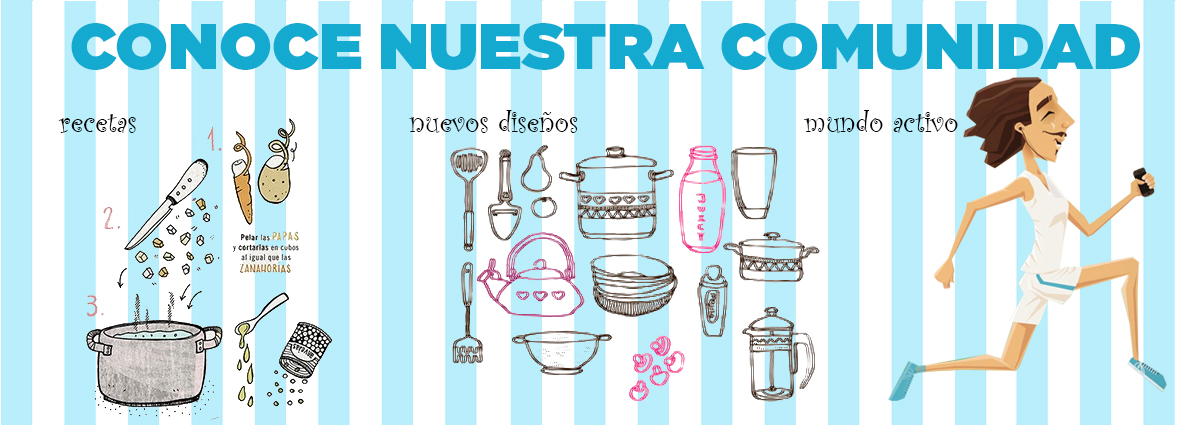 CONOCE NUESTRA COMUNIDAD
recetas
nuevos diseños
mundo activo
1.
2.
Pelar las PAPAS
y cortarlas en cubos
al igual que las
ZANAHORIAS
3.